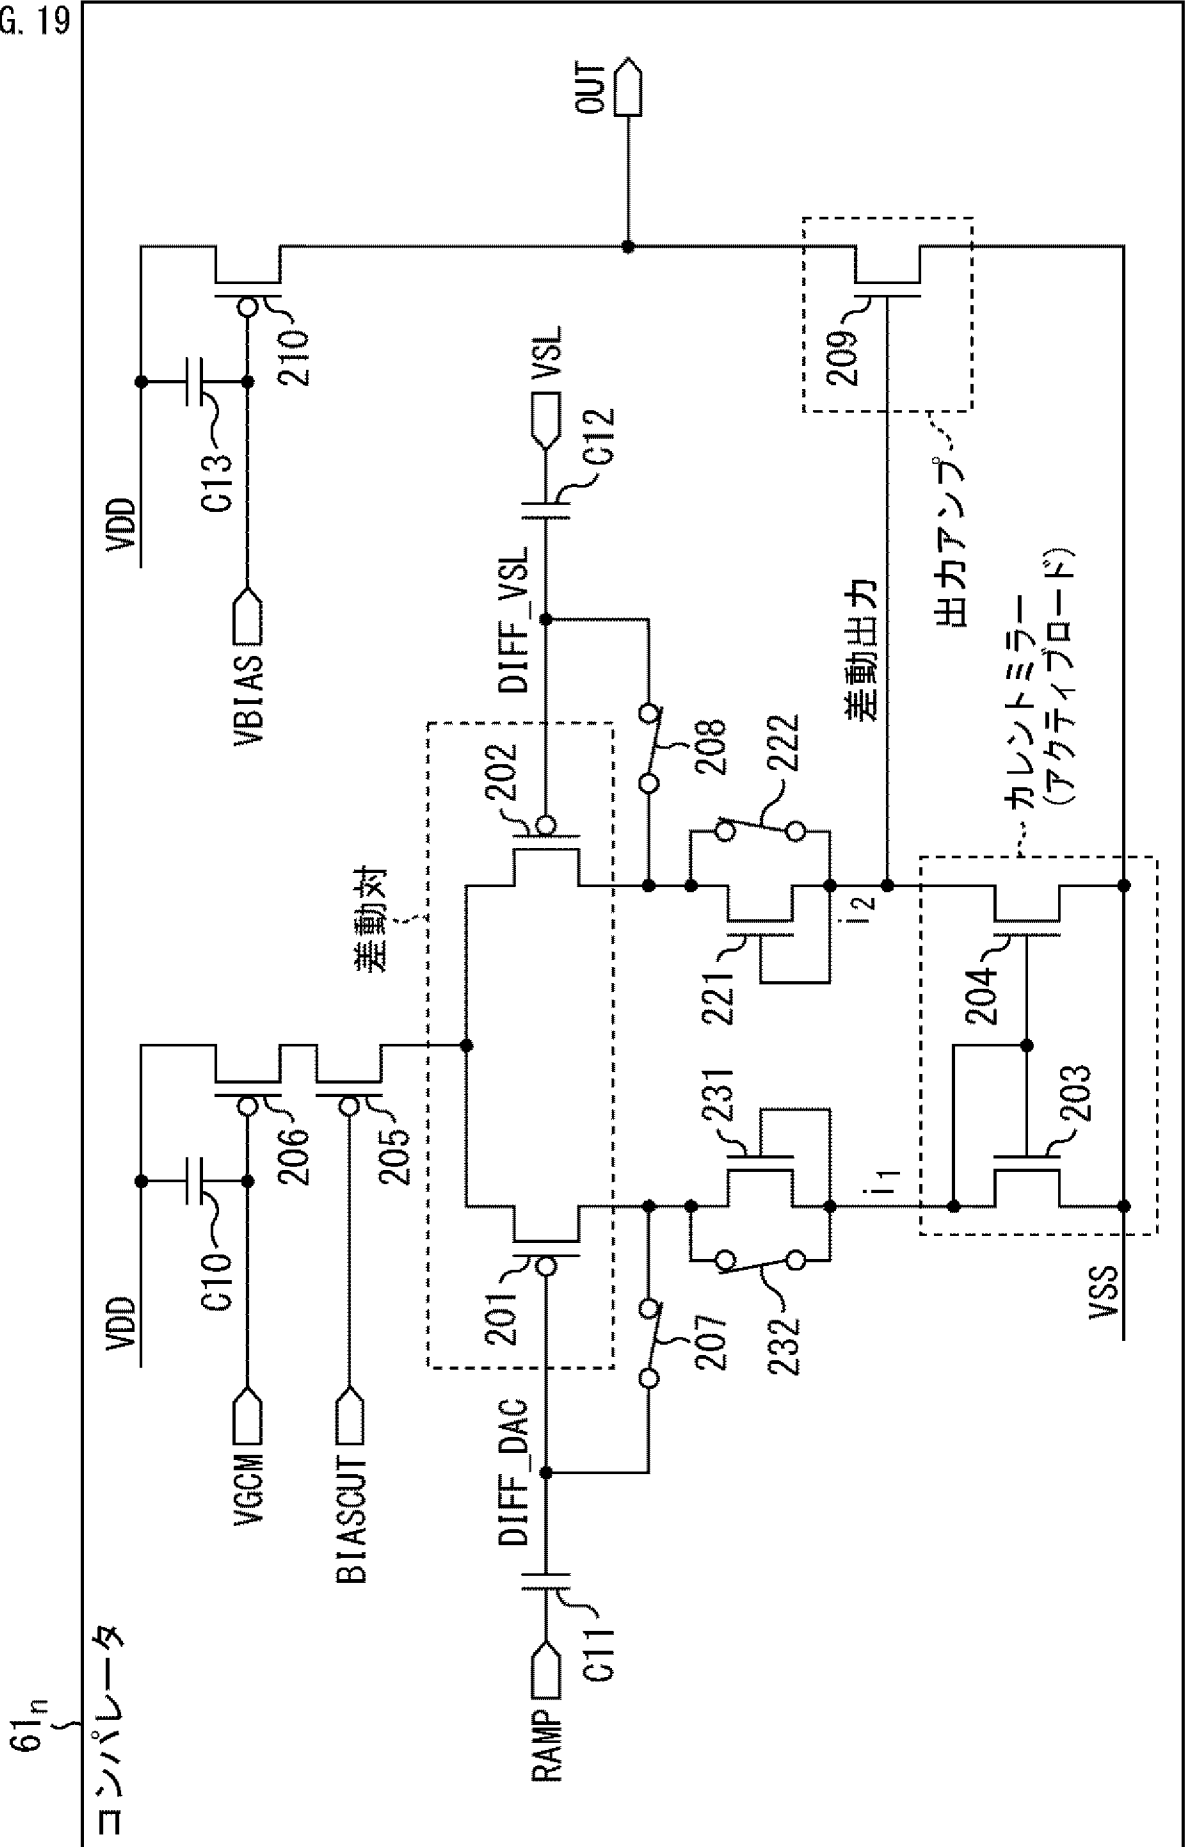 G. 19
61n
コンパレータ
VDD
VDD
C10
C13
VGCM
206
VBIAS
210
BIASCUT
205
OUT
差動対
DIFF_DAC
201
202
DIFF_VSL
VSL
RAMP
C11
C12
207
208
232
231
221
222
i1
i2
差動出力
209
出力アンプ
203
204
カレントミラー
(アクティブロード)
VSS